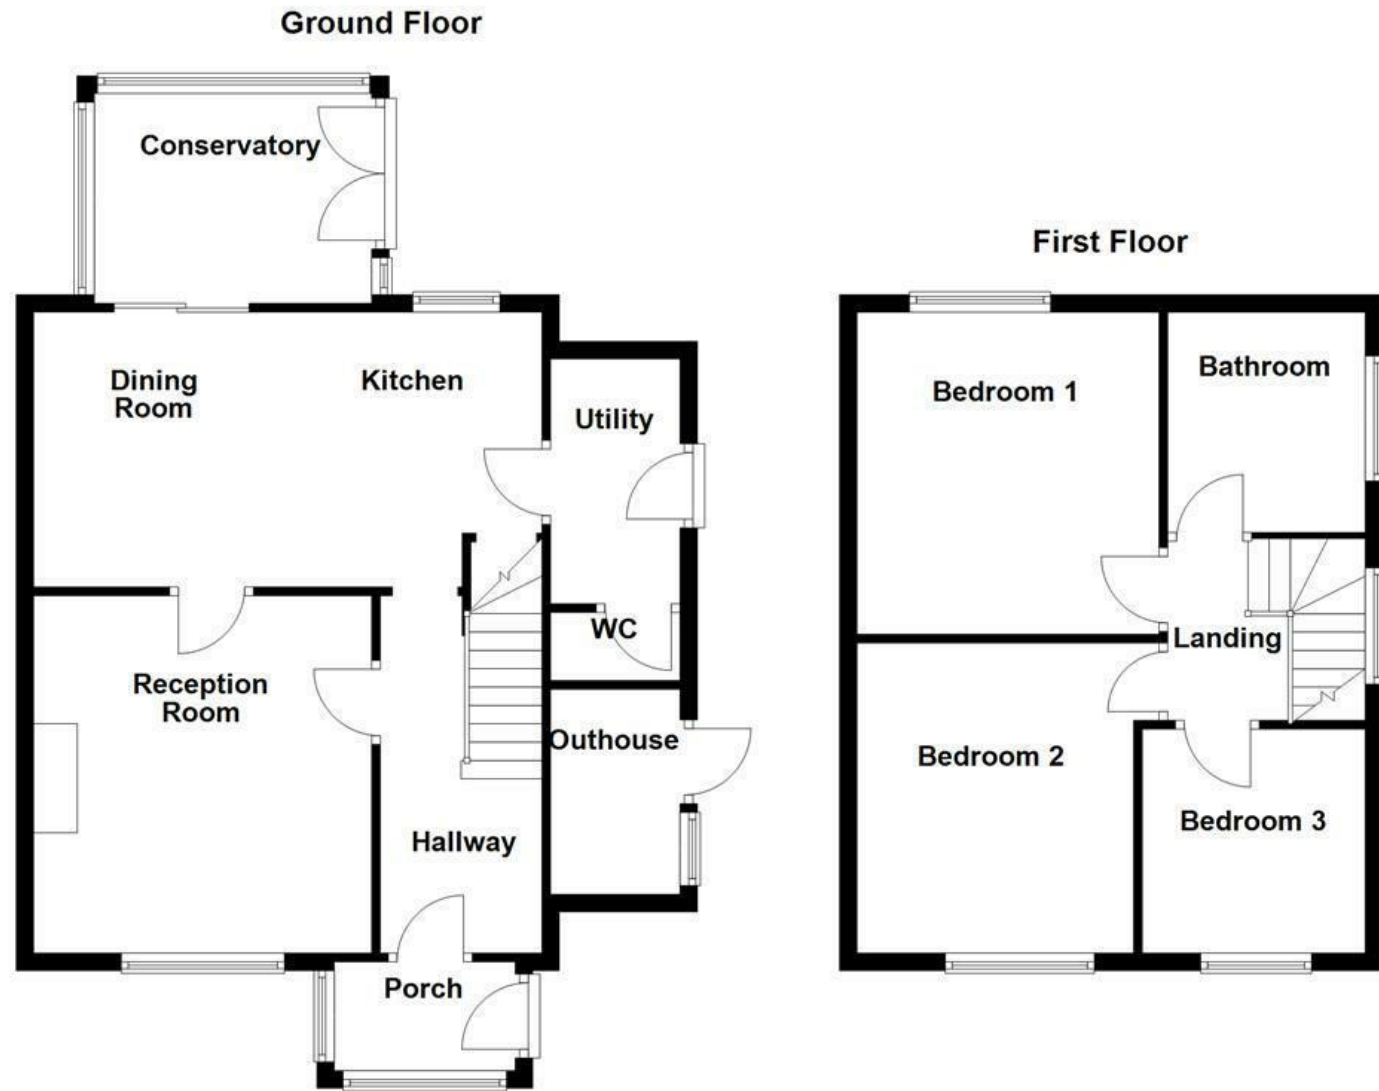 Ground Floor
Conservatory
Dining
Room
Kitchen
Utility
WC
Reception
Room
Outhouse
Hallway
Porch
First Floor
Bedroom 1
Bathroom
Landing
Bedroom 2
Bedroom 3